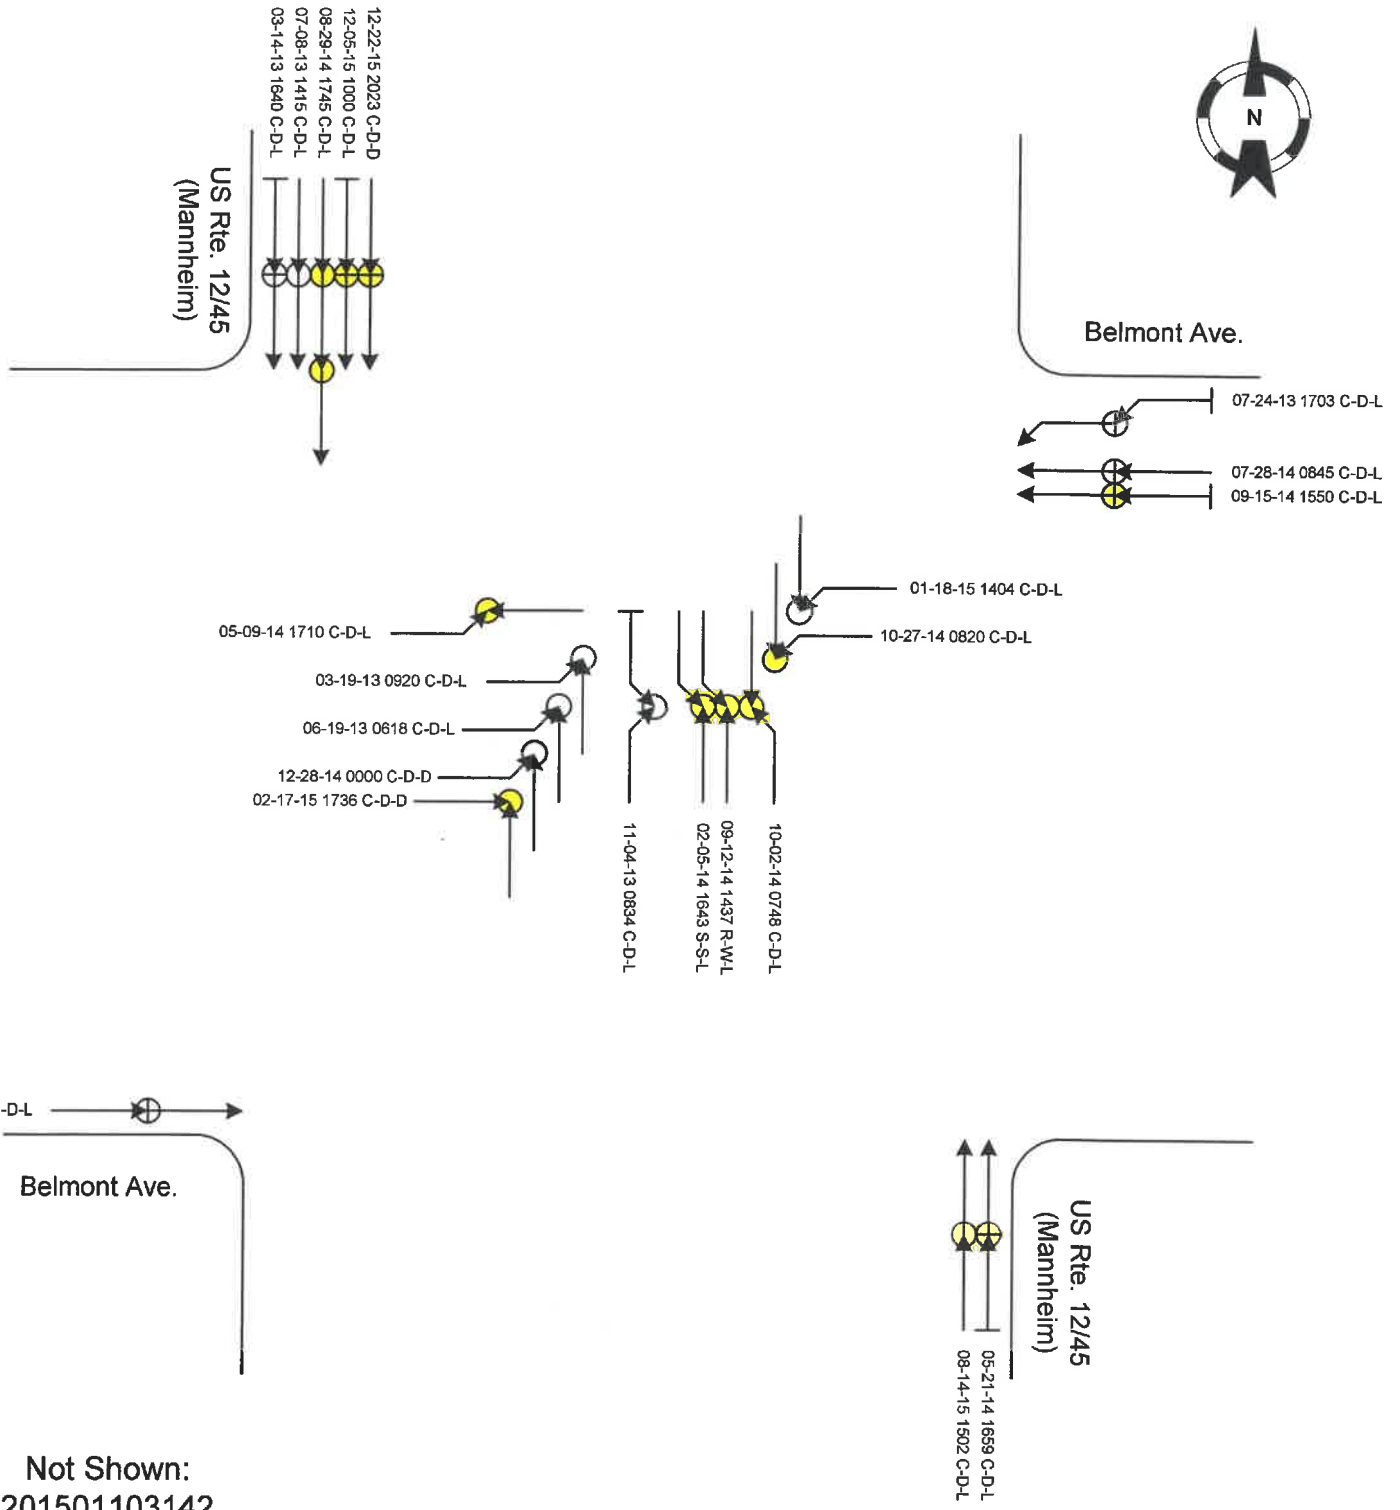 03-14-13 1640 C-D-L
07-08-13 1415 C-D-L
08-29-14 1745 C-D-L
12-05-15 1000 C-D-L
12-22-15 2023 C-D-D
N
US Rte. 12/45
(Mannheim)
Belmont Ave.
07-24-13 1703 C-D-L
07-28-14 0845 C-D-L
09-15-14 1550 C-D-L
01-18-15 1404 C-D-L
10-27-14 0820 C-D-L
05-09-14 1710 C-D-L
03-19-13 0920 C-D-L
06-19-13 0618 C-D-L
12-28-14 0000 C-D-D
02-17-15 1736 C-D-D
11-04-13 0834 C-D-L
02-05-14 1643 S-S-L
09-12-14 1437 R-W-L
10-02-14 0748 C-D-L
-D-L
Belmont Ave.
US Rte. 12/45
(Mannheim)
08-14-15 1502 C-D-L
05-21-14 1659 C-D-L
Not Shown:
201501103142